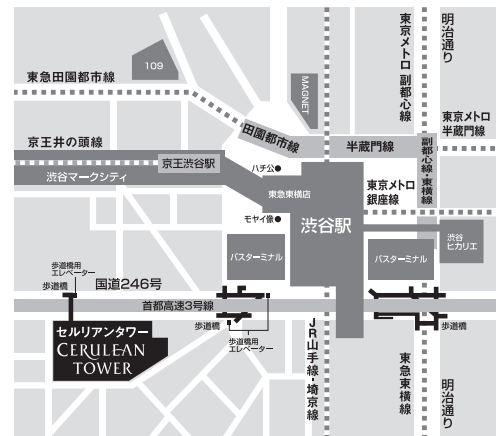 東急田園都市線
109
MAGNET
東京メトロ 副都心線
明治通り
東京メトロ
半蔵門線
田園都市線
半蔵門線
副都心線・東横線
京王井の頭線
京王渋谷駅
渋谷マークシティ
ハチ公
東急東横店
モヤイ像
渋谷駅
東京メトロ
銀座線
渋谷
ヒカリエ
バスターミナル
バスターミナル
歩道橋用
エレベーター
歩道橋
国道246号
首都高速3号線
歩道橋
歩道橋用
エレベーター
歩道橋
セルリアンタワー
CERULEAN
TOWER
JR山手線・埼京線
東急東横線
明治通り